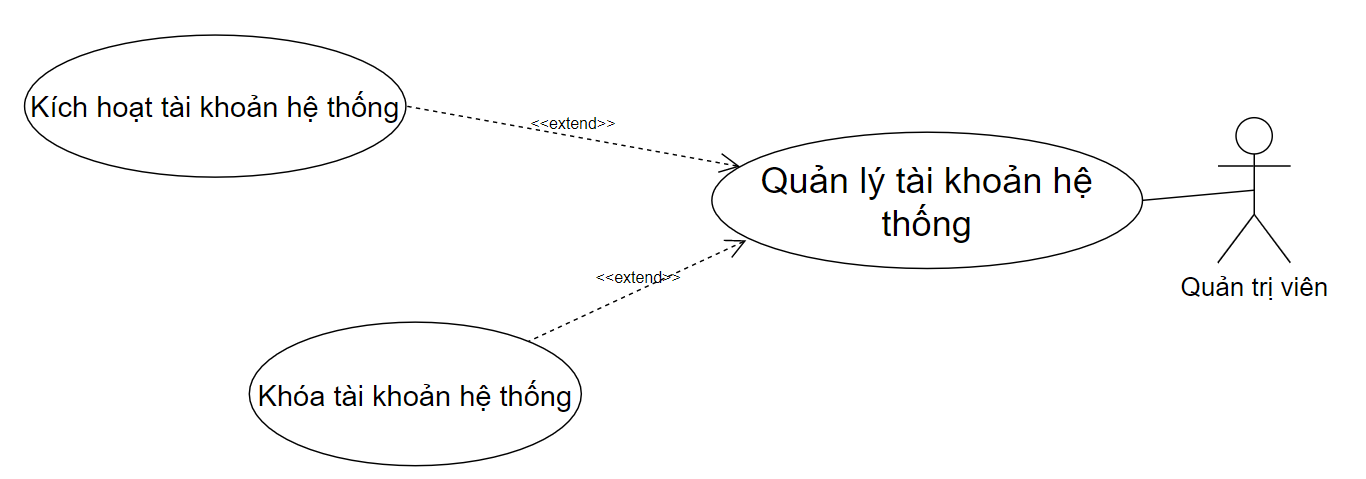 Kích hoạt tài khoản hệ thống
<<extend>>
Quản lý tài khoản hệ
thống
<<extend>>
Quản trị viên
Khóa tài khoản hệ thống